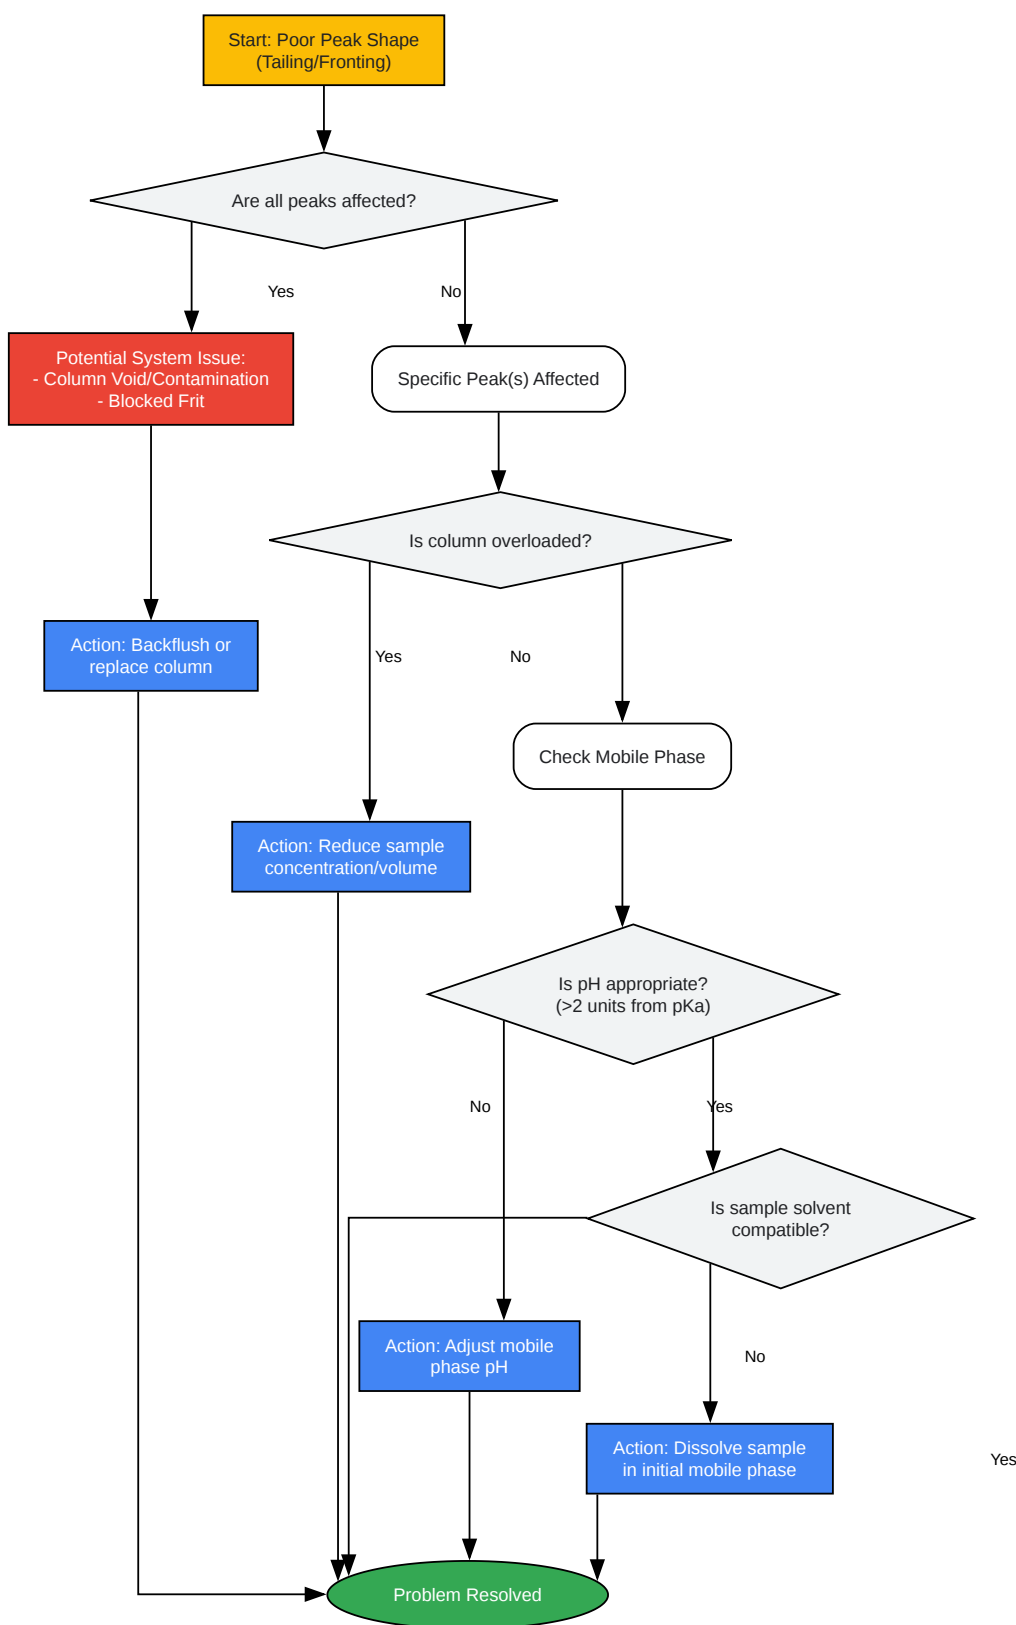 Start: Poor Peak Shape
(Tailing/Fronting)
Are all peaks affected?
Yes
No
Potential System Issue:
- Column Void/Contamination
- Blocked Frit
Specific Peak(s) Affected
Is column overloaded?
Action: Backflush or
replace column
Yes
No
Check Mobile Phase
Action: Reduce sample
concentration/volume
Is pH appropriate?
(>2 units from pKa)
No
Yes
Is sample solvent
compatible?
Action: Adjust mobile
phase pH
No
Action: Dissolve sample
in initial mobile phase
Yes
Problem Resolved